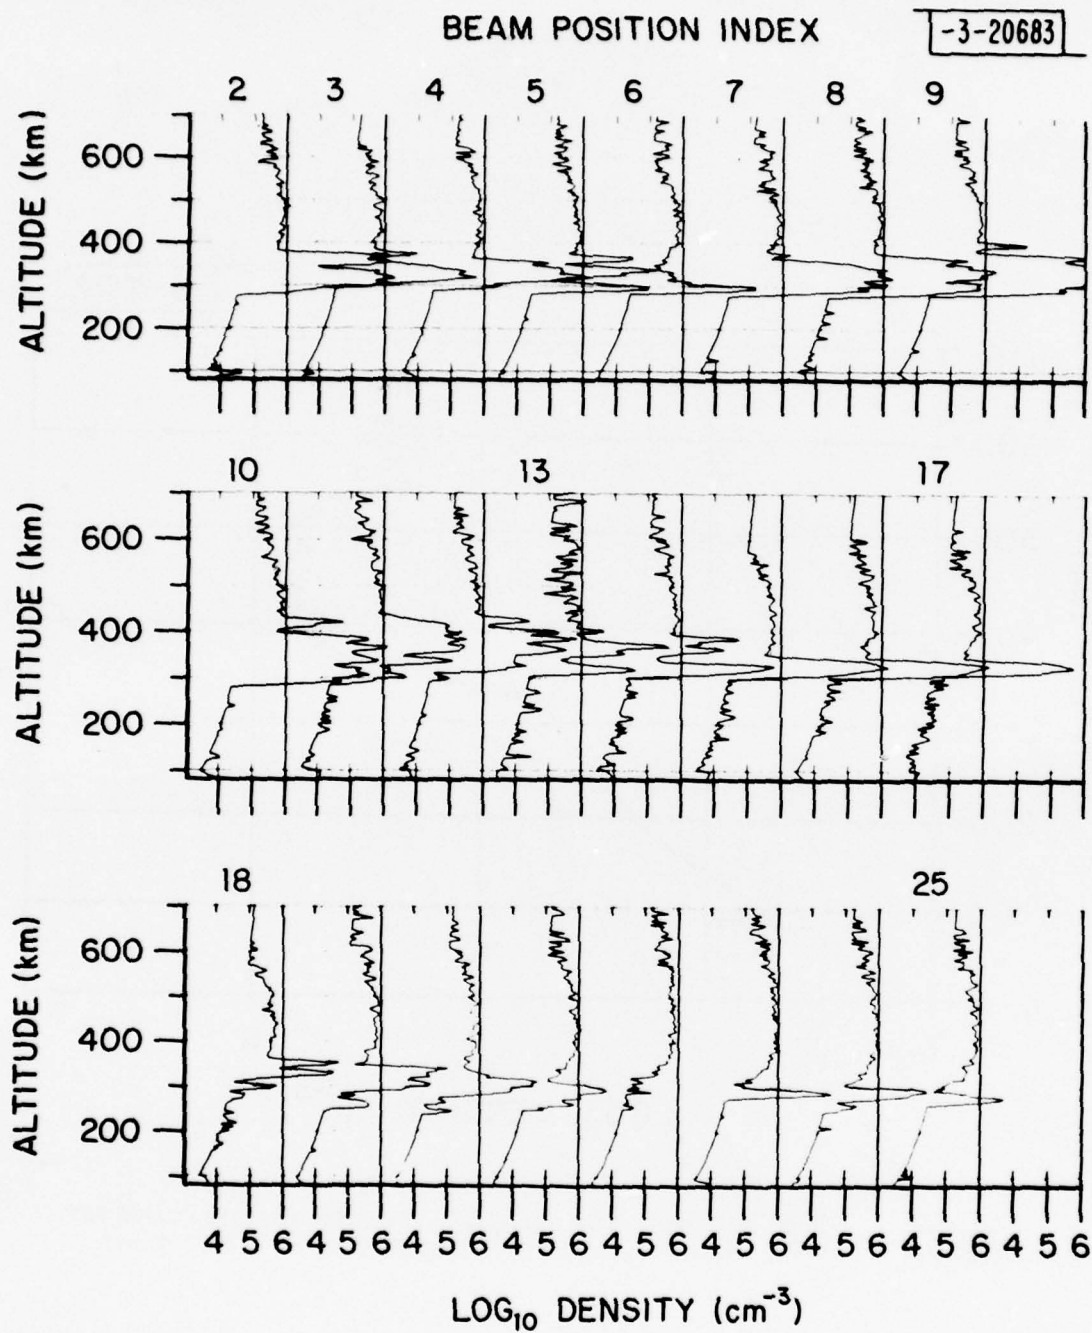 BEAM POSITION INDEX
-3-20683
2 3 4 5 6 7 8 9
ALTITUDE (km)
600
400
200
10 13 17
ALTITUDE (km)
600
400
200
18 25
ALTITUDE (km)
600
400
200
4 5 6 4 5 6 4 5 6 4 5 6 4 5 6 4 5 6 4 5 6 4 5 6 4 5 6
LOG₁₀ DENSITY (cm⁻³)